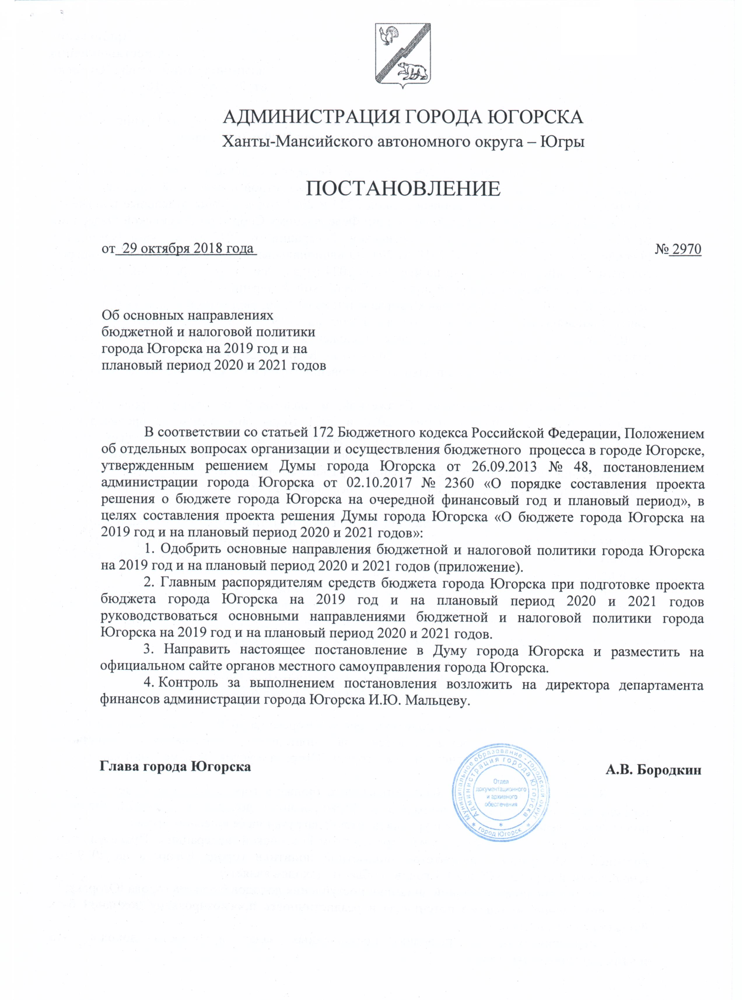 АДМИНИСТРАЦИЯ ГОРОДА ЮГОРСКА
Ханты-Мансийского автономного округа – Югры
ПОСТАНОВЛЕНИЕ
от 29 октября 2018 года
№ 2970
Об основных направлениях
бюджетной и налоговой политики
города Югорска на 2019 год и на
плановый период 2020 и 2021 годов
В соответствии со статьей 172 Бюджетного кодекса Российской Федерации, Положением
об отдельных вопросах организации и осуществления бюджетного процесса в городе Югорске,
утвержденным решением Думы города Югорска от 26.09.2013 № 48, постановлением
администрации города Югорска от 02.10.2017 № 2360 «О порядке составления проекта
решения о бюджете города Югорска на очередной финансовый год и плановый период», в
целях составления проекта решения Думы города Югорска «О бюджете города Югорска на
2019 год и на плановый период 2020 и 2021 годов»:
1. Одобрить основные направления бюджетной и налоговой политики города Югорска
на 2019 год и на плановый период 2020 и 2021 годов (приложение).
2. Главным распорядителям средств бюджета города Югорска при подготовке проекта
бюджета города Югорска на 2019 год и на плановый период 2020 и 2021 годов
руководствоваться основными направлениями бюджетной и налоговой политики города
Югорска на 2019 год и на плановый период 2020 и 2021 годов.
3. Направить настоящее постановление в Думу города Югорска и разместить на
официальном сайте органов местного самоуправления города Югорска.
4. Контроль за выполнением постановления возложить на директора департамента
финансов администрации города Югорска И.Ю. Мальцеву.
Глава города Югорска
А.В. Бородкин
Муниципальное образование - городской округ
* город Югорск *
Администрация города Югорска
*
Отдел
документационного
и архивного
обеспечения